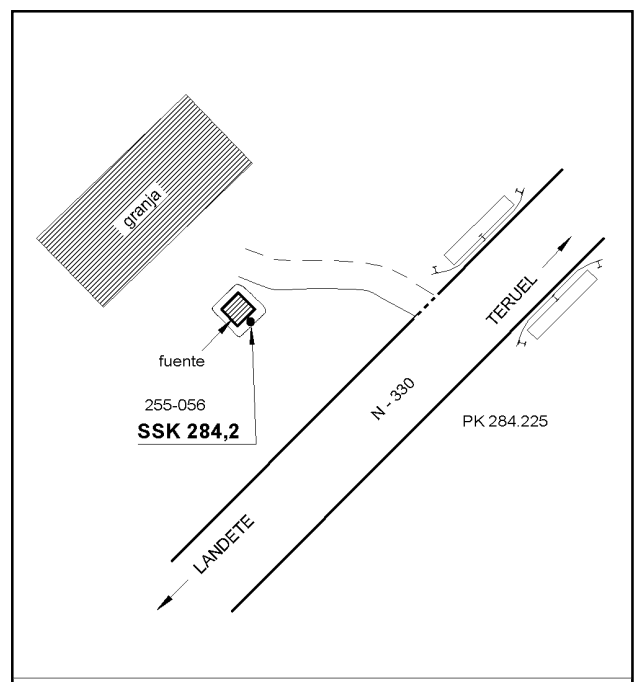 granja
TERUEL
fuente
N - 330
255-056
SSK 284,2
PK 284.225
LANDETE